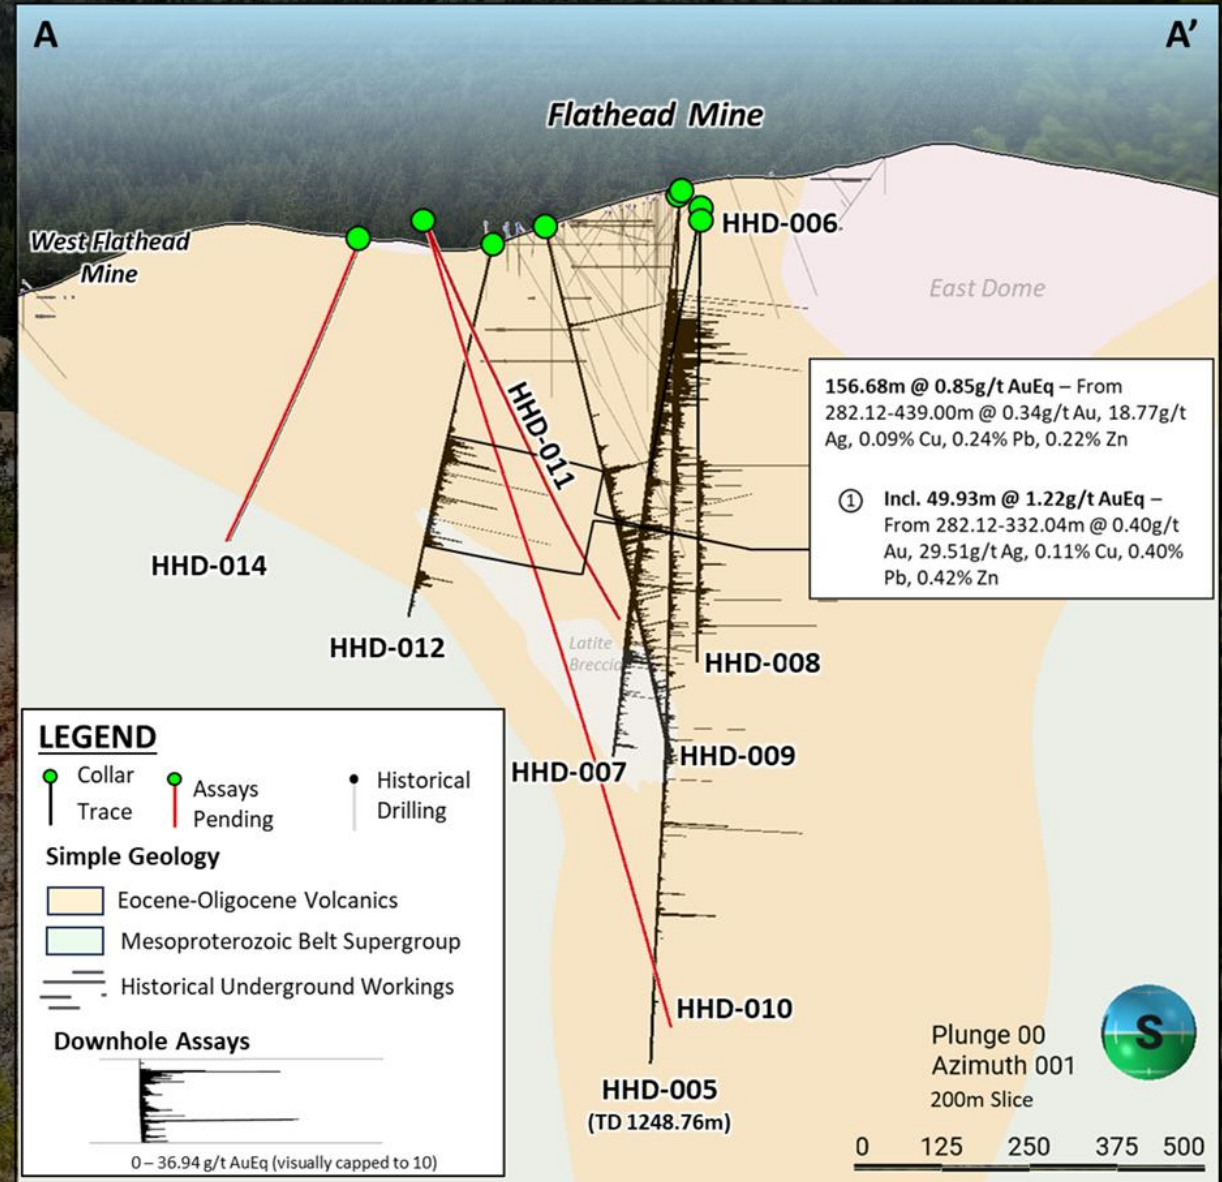 A
A'
Flathead Mine
West Flathead
Mine
HHD-006
East Dome
156.68m @ 0.85g/t AuEq – From
282.12-439.00m @ 0.34g/t Au, 18.77g/t
Ag, 0.09% Cu, 0.24% Pb, 0.22% Zn
1 Incl. 49.93m @ 1.22g/t AuEq –
From 282.12-332.04m @ 0.40g/t
Au, 29.51g/t Ag, 0.11% Cu, 0.40%
Pb, 0.42% Zn
HHD-011
HHD-014
HHD-012
Latite
Breccia
HHD-008
HHD-007
HHD-009
HHD-010
HHD-005
(TD 1248.76m)
LEGEND
Collar
Trace
Assays
Pending
Historical
Drilling
Simple Geology
Eocene-Oligocene Volcanics
Mesoproterozoic Belt Supergroup
Historical Underground Workings
Downhole Assays
0 – 36.94 g/t AuEq (visually capped to 10)
S
Plunge 00
Azimuth 001
200m Slice
0 125 250 375 500